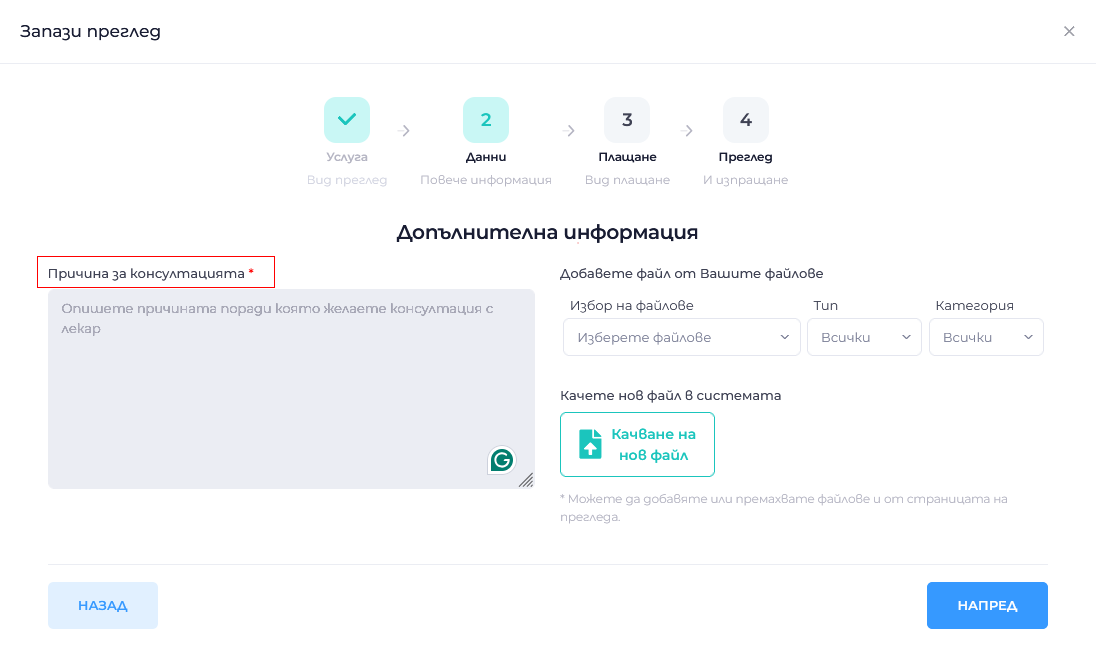 Запази преглед
2
3
4
Услуга
Данни
Плащане
Преглед
Вид преглед
Повече информация
Вид плащане
И изпращане
Допълнителна информация
Причина за консултацията *
Опишете причината поради която желаете консултация с
лекар
Добавете файл от Вашите файлове
Избор на файлове
Тип
Категория
Изберете файлове
Всички
Всички
Качете нов файл в системата
Качване на
нов файл
* Можете да добавяте или премахвате файлове и от страницата на
прегледа.
НАЗАД
НАПРЕД